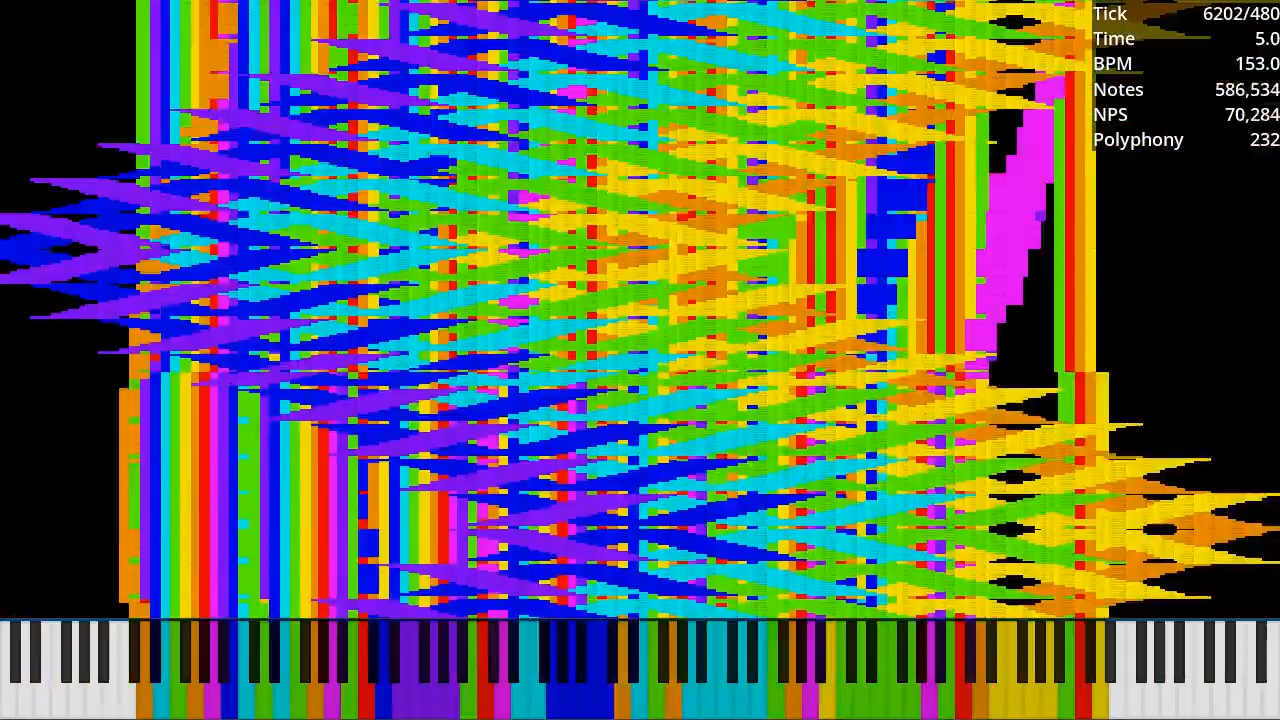 Tick 6202/480
Time 5.0
BPM 153.0
Notes 586,534
NPS 70,284
Polyphony 232